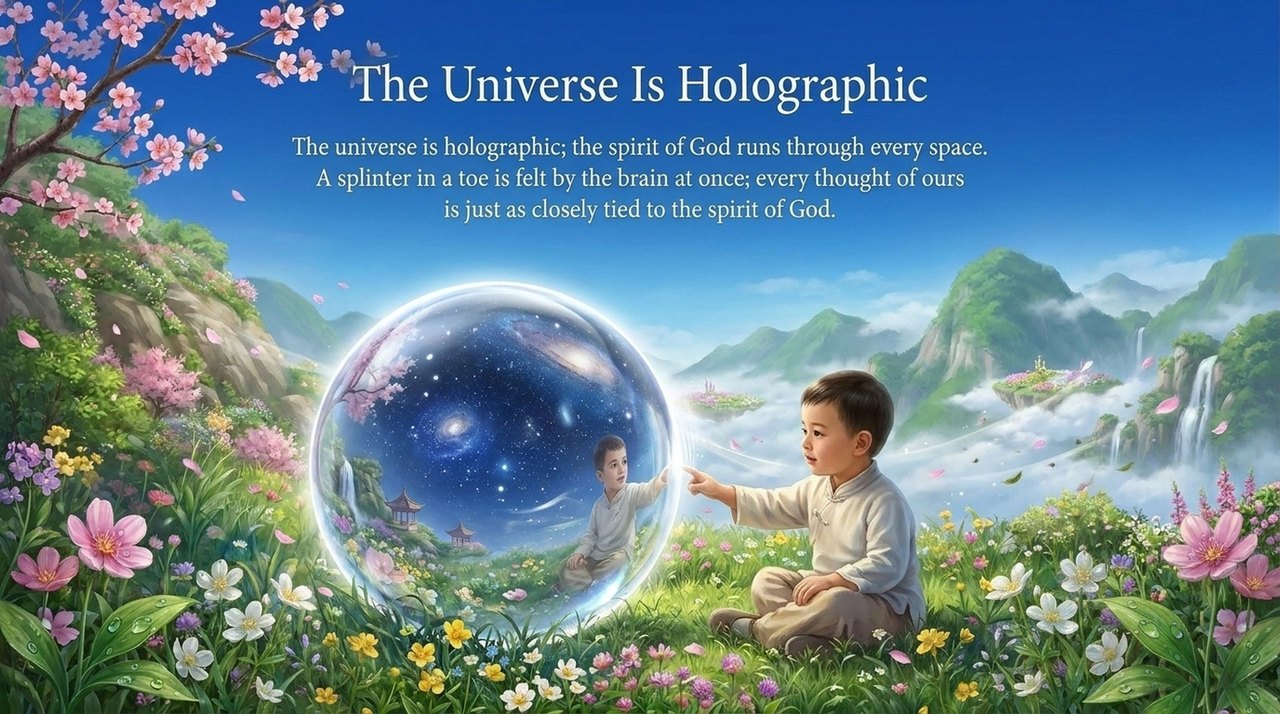 The Universe Is Holographic
The universe is holographic; the spirit of God runs through every space.
A splinter in a toe is felt by the brain at once; every thought of ours
is just as closely tied to the spirit of God.